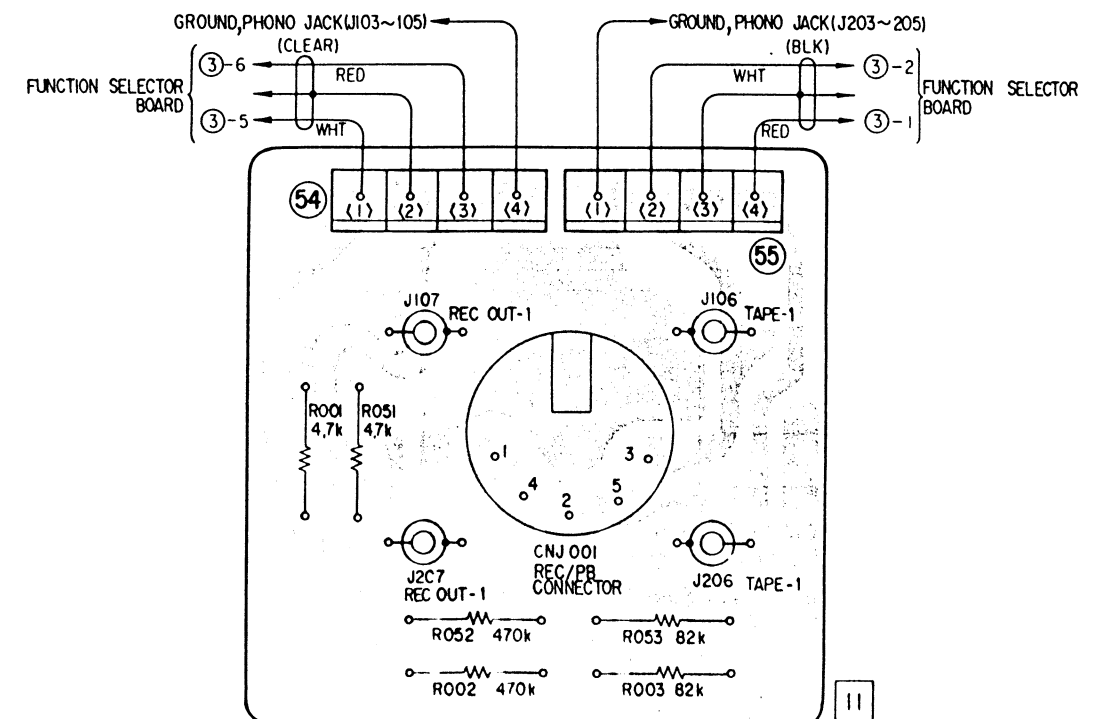 GROUND, PHONO JACK(J103~105)
GROUND, PHONO JACK(J203~205)
(CLEAR)
(BLK)
③-6
RED
WHT
③-2
FUNCTION SELECTOR
BOARD
FUNCTION SELECTOR
BOARD
③-5
WHT
RED
③-1
54
⟨1⟩ ⟨2⟩ ⟨3⟩ ⟨4⟩
⟨1⟩ ⟨2⟩ ⟨3⟩ ⟨4⟩
55
J107
REC OUT-1
J106
TAPE-1
R001
4,7k
R051
4,7k
1
3
4
5
2
CNJ 001
REC/PB
CONNECTOR
J2C7
REC OUT-1
J206 TAPE-1
R052 470k
R053 82k
R002 470k
R003 82k
11